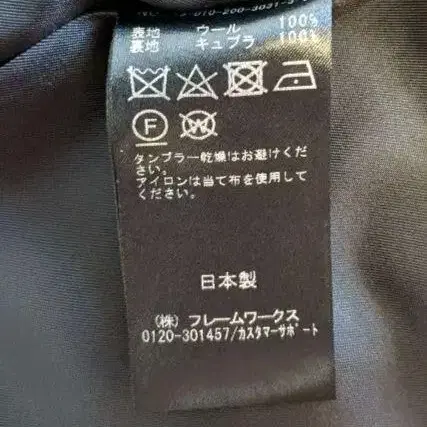 表地 ウール 100%
裏地 キュプラ 100%
F
W
タンブラー乾燥はお避けくださ
い。
アイロンは当て布を使用して
ください。
日本製
(株) フレームワークス
0120-301457/カスタマーサポート